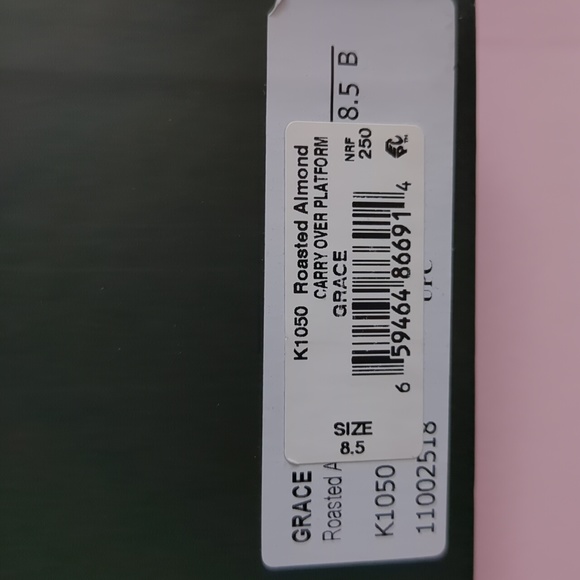 K1050 Roasted Almond
CARRY OVER PLATFORM
GRACE
NRF
250
6 59464 86691 4
SIZE
8.5
8.5 B
GRACE
Roasted A
K1050
UPC
11002518